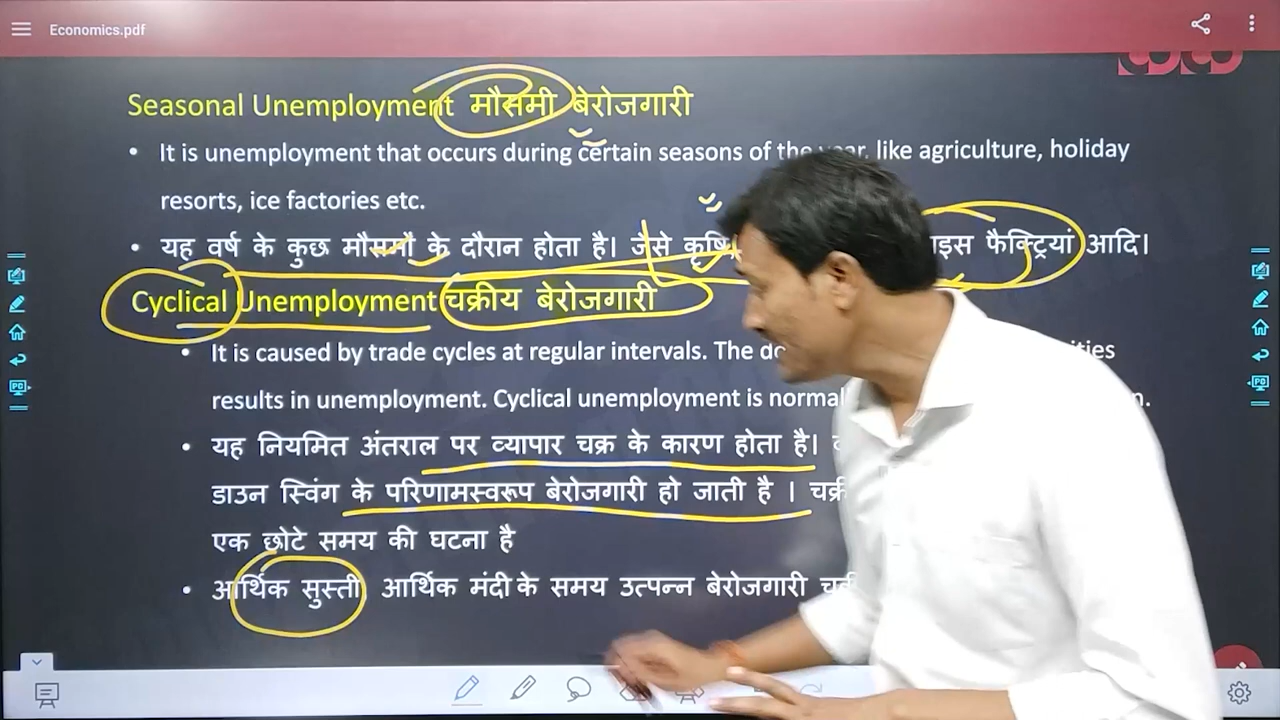 Economics.pdf
Seasonal Unemployment मौसमी बेरोजगारी
• It is unemployment that occurs during certain seasons of the year, like agriculture, holiday
resorts, ice factories etc.
• यह वर्ष के कुछ मौसमों के दौरान होता है। जैसे कृषि आइस फैक्ट्रियां आदि।
Cyclical Unemployment चक्रीय बेरोजगारी
• It is caused by trade cycles at regular intervals. The
results in unemployment. Cyclical unemployment is
• यह नियमित अंतराल पर व्यापार चक्र के कारण होता है।
डाउन स्विंग के परिणामस्वरूप बेरोजगारी हो जाती है ।
एक छोटे समय की घटना है
• आर्थिक सुस्ती आर्थिक मंदी के समय उत्पन्न बेरोजगारी